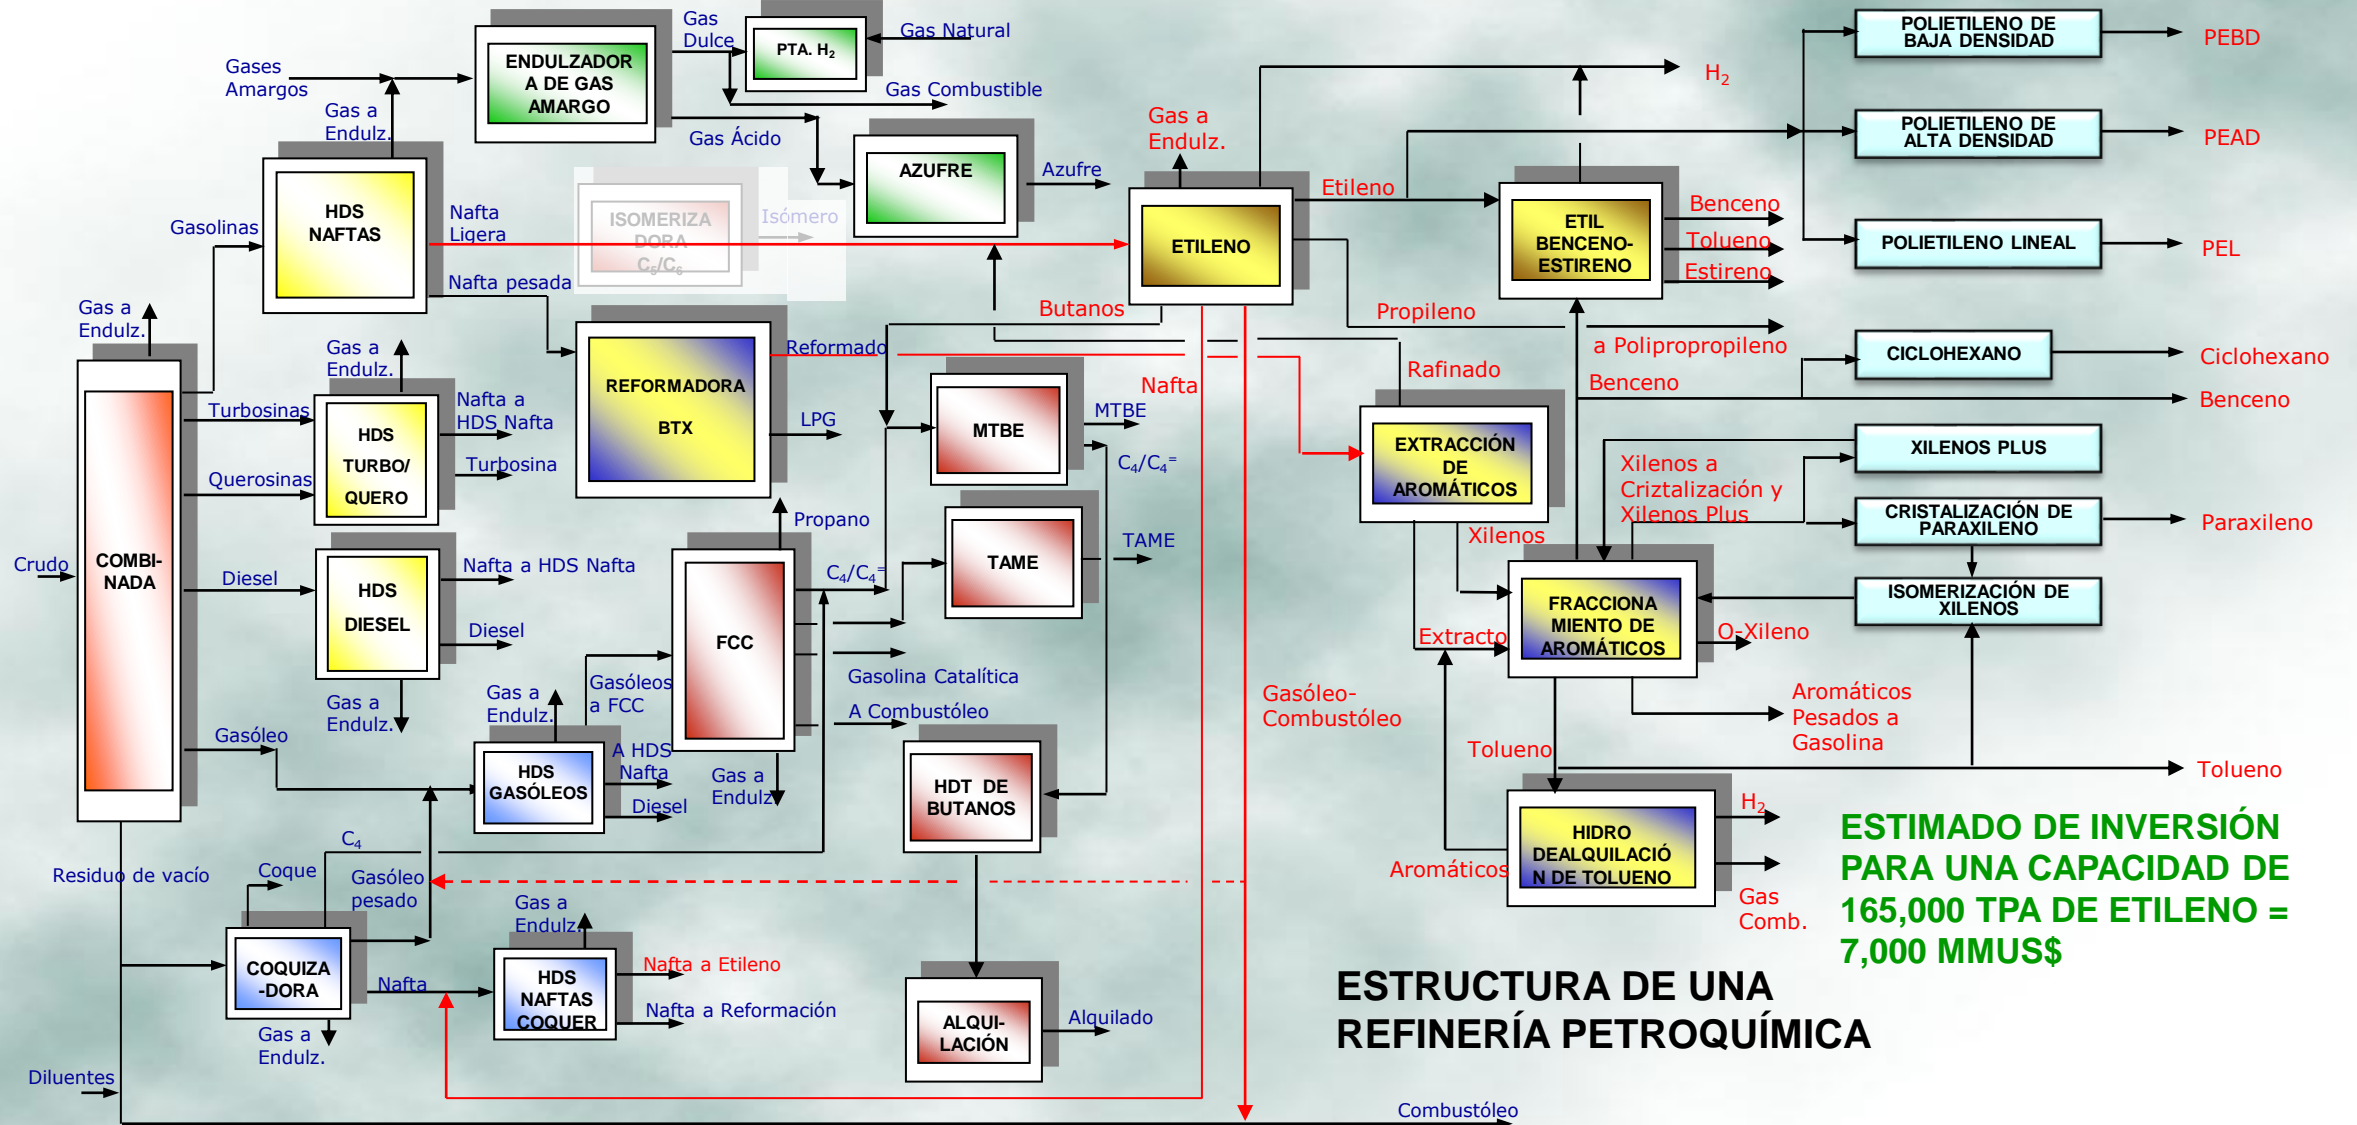 Gas
Dulce
PTA. H₂
Gas Natural
POLIETILENO DE
BAJA DENSIDAD
PEBD
Gases
Amargos
ENDULZADOR
A DE GAS
AMARGO
Gas Combustible
H₂
Gas a
Endulz.
Gas Ácido
Gas a
Endulz.
POLIETILENO DE
ALTA DENSIDAD
PEAD
AZUFRE
Azufre
HDS
NAFTAS
Gasolinas
Nafta
Ligera
ISOMERIZA
DORA
C₅/C₆
Isómero
ETILENO
Etileno
ETIL
BENCENO-
ESTIRENO
Benceno
Tolueno
Estireno
POLIETILENO LINEAL
PEL
Nafta pesada
Butanos
Propileno
a Polipropopileno
Gas a
Endulz.
Gas a
Endulz.
REFORMADORA
BTX
Reformado
LPG
Nafta
Rafinado
Benceno
CICLOHEXANO
Ciclohexano
Benceno
Turbosinas
Querosinas
HDS
TURBO/
QUERO
Nafta a
HDS Nafta
Turbosina
MTBE
MTBE
C₄/C₄⁼
EXTRACCIÓN
DE
AROMÁTICOS
XILENOS PLUS
Xilenos a
Criztalización y
Xilenos Plus
CRISTALIZACIÓN DE
PARAXILENO
Paraxileno
Crudo
COMBI-
NADA
Diesel
HDS
DIESEL
Nafta a HDS Nafta
Diesel
Propano
FCC
C₄/C₄⁼
TAME
TAME
Xilenos
FRACCIONA
MIENTO DE
AROMÁTICOS
ISOMERIZACIÓN DE
XILENOS
O-Xileno
Extracto
Gasolina Catalítica
A Combustóleo
Gas a
Endulz.
Gasóleo
Gas a
Endulz.
Gasóleos
a FCC
HDS
GASÓLEOS
A HDS
Nafta
Diesel
Gas a
Endulz.
HDT DE
BUTANOS
Gasóleo-
Combustóleo
Aromáticos
Pesados a
Gasolina
Tolueno
Tolueno
HIDRO
DEALQUILACIÓ
N DE TOLUENO
H₂
Gas
Comb.
Aromáticos
ESTIMADO DE INVERSIÓN
PARA UNA CAPACIDAD DE
165,000 TPA DE ETILENO =
7,000 MMUS$
C₄
Residuo de vacío
Coque
Gasóleo
pesado
COQUIZA
-DORA
Nafta
Gas a
Endulz.
Gas a
Endulz.
HDS
NAFTAS
COQUER
Nafta a Etileno
Nafta a Reformación
ALQUI-
LACIÓN
Alquilado
ESTRUCTURA DE UNA
REFINERÍA PETROQUÍMICA
Diluentes
Combustóleo